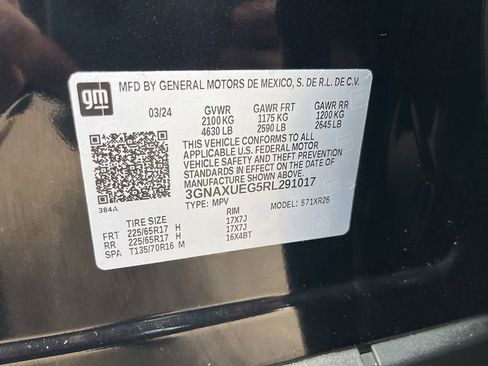 gm
MFD BY GENERAL MOTORS DE MEXICO, S. DE R.L. DE C.V.
03/24 GVWR GAWR FRT GAWR RR
2100 KG 1175 KG 1200 KG
4630 LB 2590 LB 2645 LB
THIS VEHICLE CONFORMS TO ALL
APPLICABLE U.S. FEDERAL MOTOR
VEHICLE SAFETY AND THEFT PREVENTION
STANDARDS IN EFFECT ON THE DATE OF
MANUFACTURE SHOWN ABOVE.
3GNAXUEG5RL291017
384A TYPE: MPV MODEL: 571XR26
TIRE SIZE RIM
FRT 225/65R17 H 17X7J
RR 225/65R17 H 17X7J
SPA T135/70R16 M 16X4BT